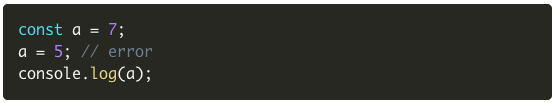 const a = 7;
a = 5; // error
console.log(a);